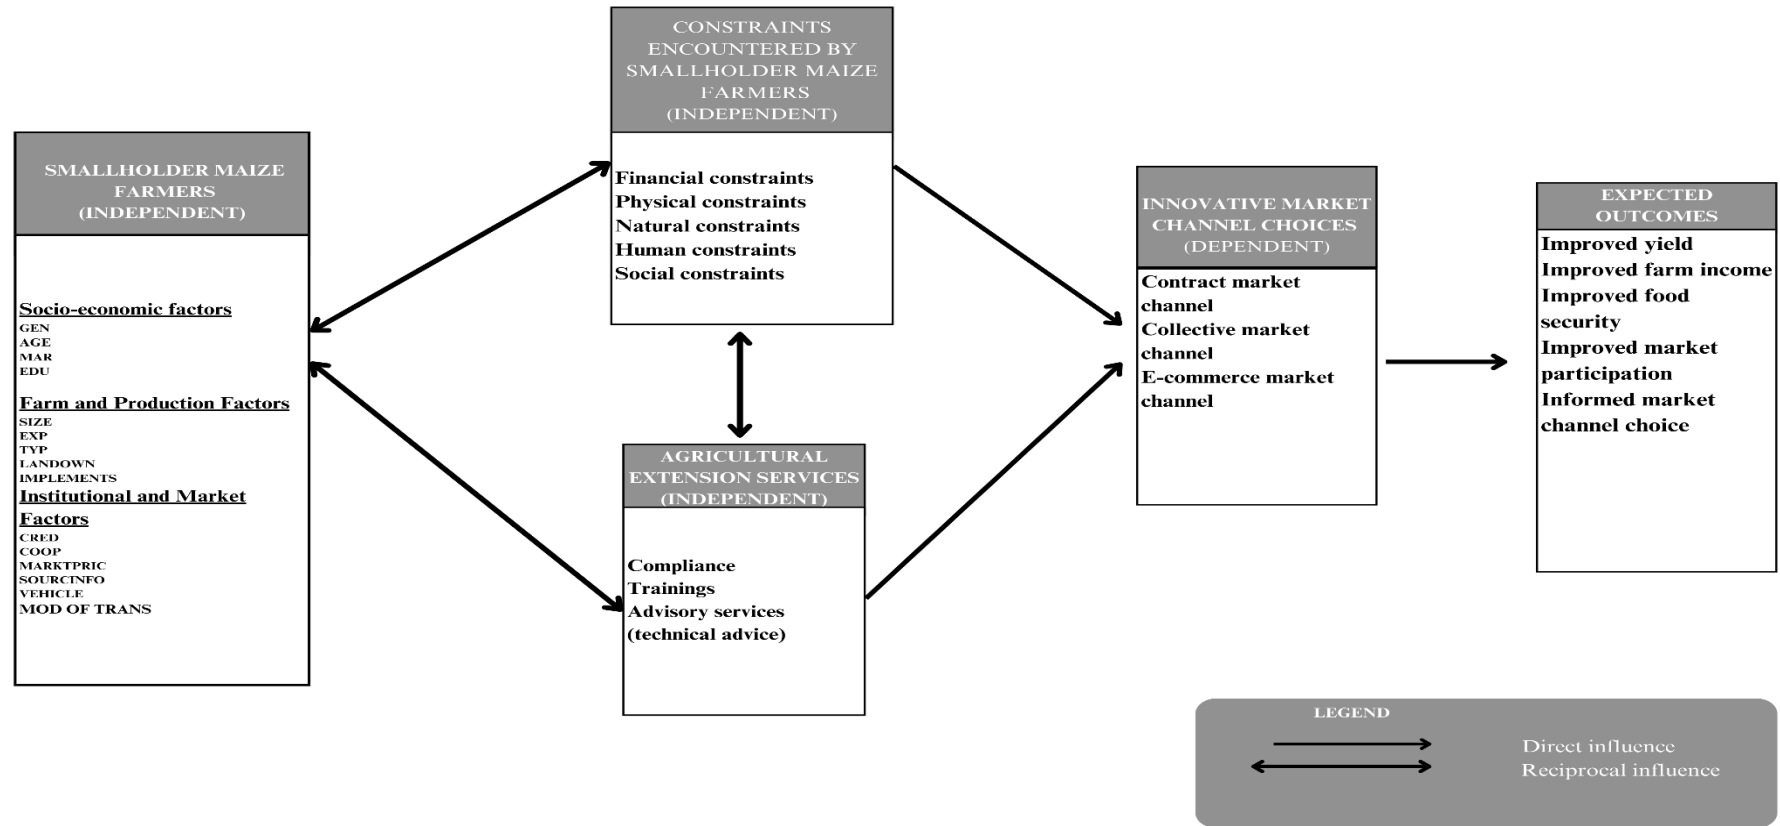 SMALLHOLDER MAIZE
FARMERS
(INDEPENDENT)
Socio-economic factors
GEN
AGE
MAR
EDU
Farm and Production Factors
SIZE
EXP
TYP
LANDOWN
IMPLEMENTS
Institutional and Market
Factors
CRED
COOP
MARKTPRIC
SOURCINFO
VEHICLE
MOD OF TRANS
CONSTRAINTS
ENCOUNTERED BY
SMALLHOLDER MAIZE
FARMERS
(INDEPENDENT)
Financial constraints
Physical constraints
Natural constraints
Human constraints
Social constraints
AGRICULTURAL
EXTENSION SERVICES
(INDEPENDENT)
Compliance
Trainings
Advisory services
(technical advice)
INNOVATIVE MARKET
CHANNEL CHOICES
(DEPENDENT)
Contract market
channel
Collective market
channel
E-commerce market
channel
EXPECTED
OUTCOMES
Improved yield
Improved farm income
Improved food
security
Improved market
participation
Informed market
channel choice
LEGEND
Direct influence
Reciprocal influence